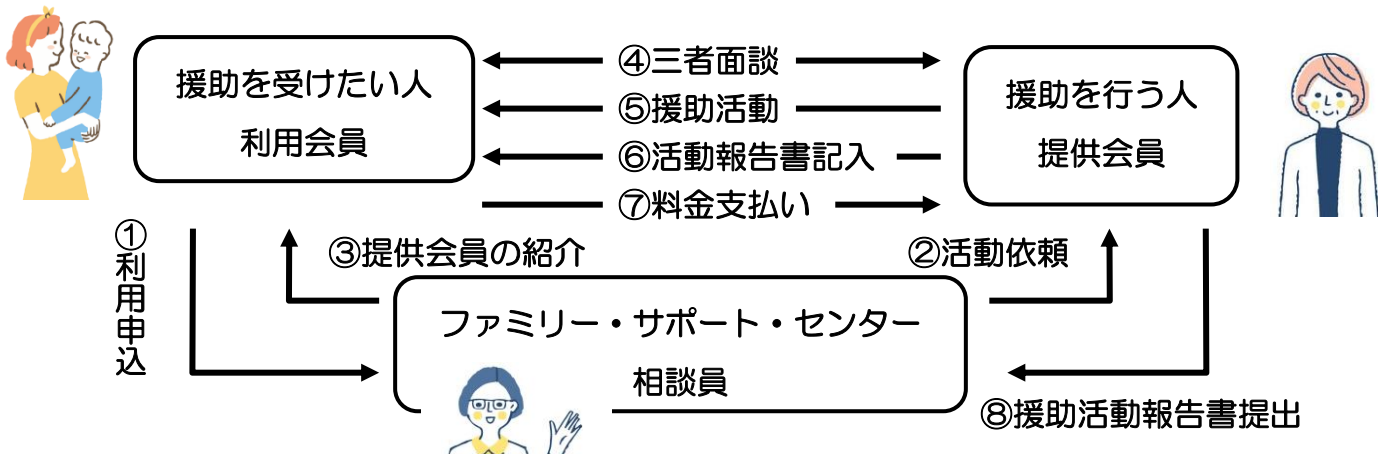 援助を受けたい人
利用会員
④三者面談
⑤援助活動
⑥活動報告書記入
⑦料金支払い
援助を行う人
提供会員
①利用申込
③提供会員の紹介
②活動依頼
ファミリー・サポート・センター
相談員
⑧援助活動報告書提出